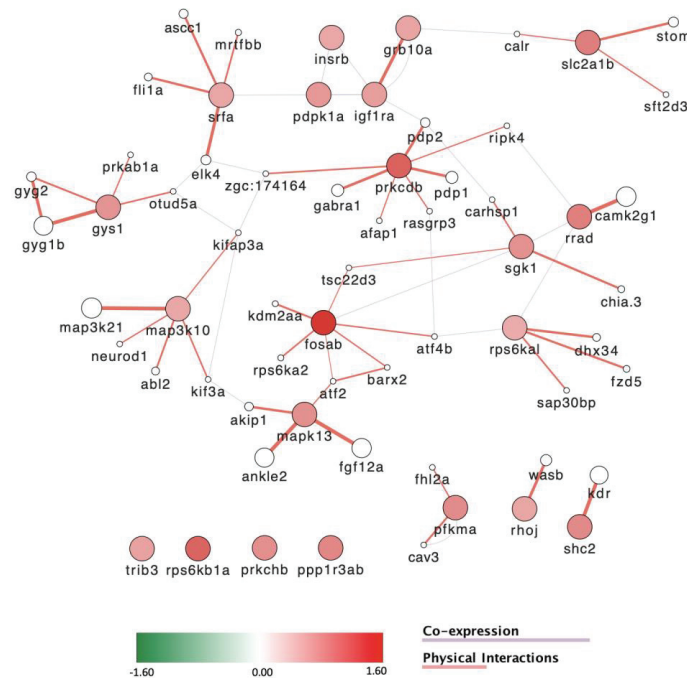 ascc1
mrtfbb
fli1a
srfa
insrb
grb10a
calr
stom
slc2a1b
sft2d3
pdpk1a
igf1ra
elk4
pdp2
ripk4
zgc:174164
prkcdb
pdp1
gabra1
afap1
rasgrp3
carhsp1
camk2g1
rrad
prkab1a
gyg2
otud5a
gys1
gyg1b
kifap3a
sgk1
chia.3
tsc22d3
map3k21
map3k10
neurod1
abl2
kif3a
kdm2aa
fosab
rps6ka2
barx2
atf2
atf4b
rps6kal
dhx34
fzd5
sap30bp
akip1
mapk13
ankle2
fgf12a
fhl2a
pfkma
cav3
wasb
rhoj
kdr
shc2
trib3
rps6kb1a
prkchb
ppp1r3ab
-1.60
0.00
1.60
Co-expression
Physical Interactions